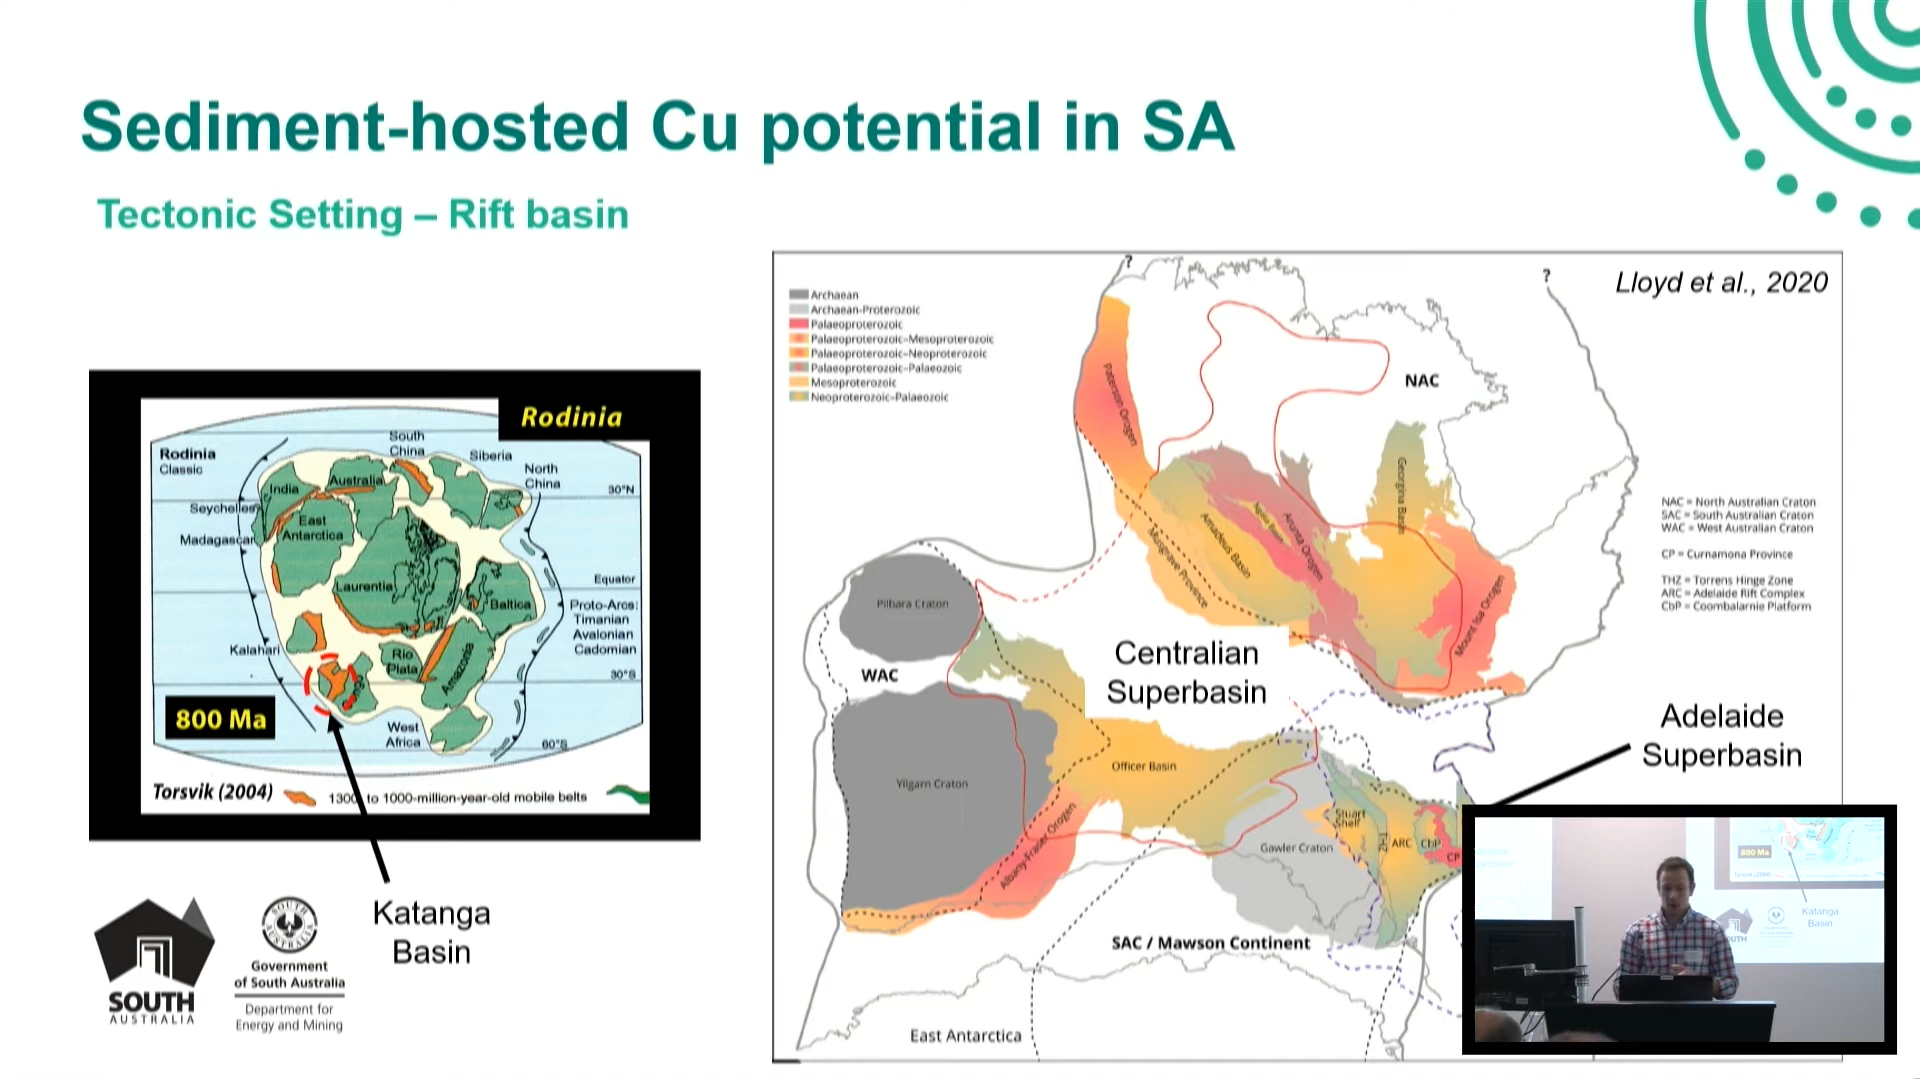 Sediment-hosted Cu potential in SA
Tectonic Setting – Rift basin
Rodinia
Rodinia
Classic
South
China
Siberia
North
China
30°N
India
Australia
Seychelles
East
Antarctica
Madagascar
Laurentia
Equator
Baltica
Proto-Arcs:
Timanian
Avalonian
Cadomian
Kalahari
Rio
Plata
Amazonia
30°S
800 Ma
West
Africa
60°S
Torsvik (2004)
1300 to 1000-million-year-old mobile belts
Katanga
Basin
SOUTH
AUSTRALIA
SOUTH
AUSTRALIA
Government
of South Australia
Department for
Energy and Mining
?
?
Lloyd et al., 2020
Archaean
Archaean-Proterozoic
Palaeoproterozoic
Palaeoproterozoic-Mesoproterozoic
Palaeoproterozoic-Neoproterozoic
Palaeoproterozoic-Palaeozoic
Mesoproterozoic
Neoproterozoic-Palaeozoic
NAC
Paterson Orogen
Georgina Basin
Amadeus Basin
Arunta Orogen
Musgrave Province
Mount Isa Orogen
NAC = North Australian Craton
SAC = South Australian Craton
WAC = West Australian Craton
CP = Curnamona Province
THZ = Torrens Hinge Zone
ARC = Adelaide Rift Complex
CbP = Coombalarnie Platform
Pilbara Craton
WAC
Centralian
Superbasin
Adelaide
Superbasin
Officer Basin
Yilgarn Craton
Albany-Fraser Orogen
Stuart
Shelf
Gawler Craton
THZ
ARC
CbP
CP
SAC / Mawson Continent
East Antarctica
800 Ma
Katanga
Basin